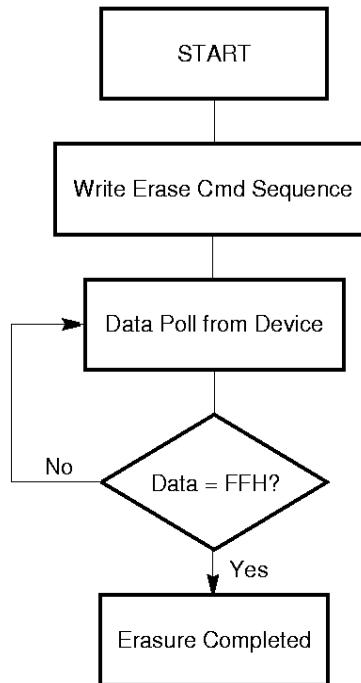 START
Write Erase Cmd Sequence
Data Poll from Device
Data = FFH?
No
Yes
Erasure Completed